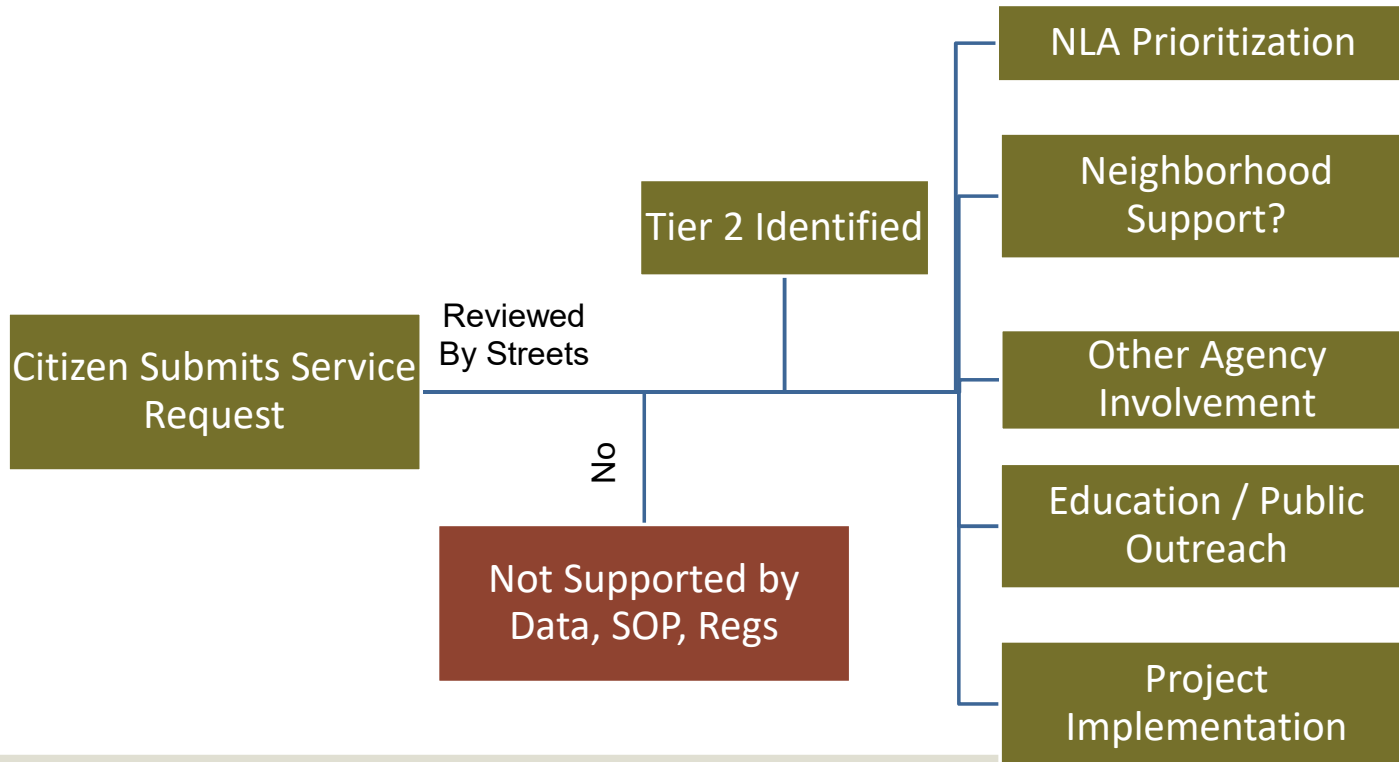 Citizen Submits Service
Request
Reviewed
By Streets
No
Not Supported by
Data, SOP, Regs
Tier 2 Identified
NLA Prioritization
Neighborhood
Support?
Other Agency
Involvement
Education / Public
Outreach
Project
Implementation